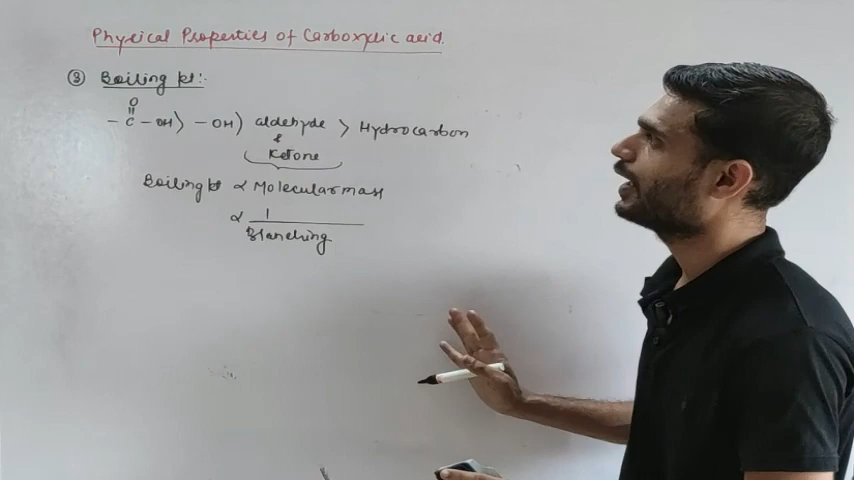 Physical Properties of Carboxylic acid.
③ Boiling pt:-
O
- C - OH > - OH > aldehyde > Hydrocarbon
&
Ketone
Boiling pt ∝ Molecular mass
∝ 1
Branching